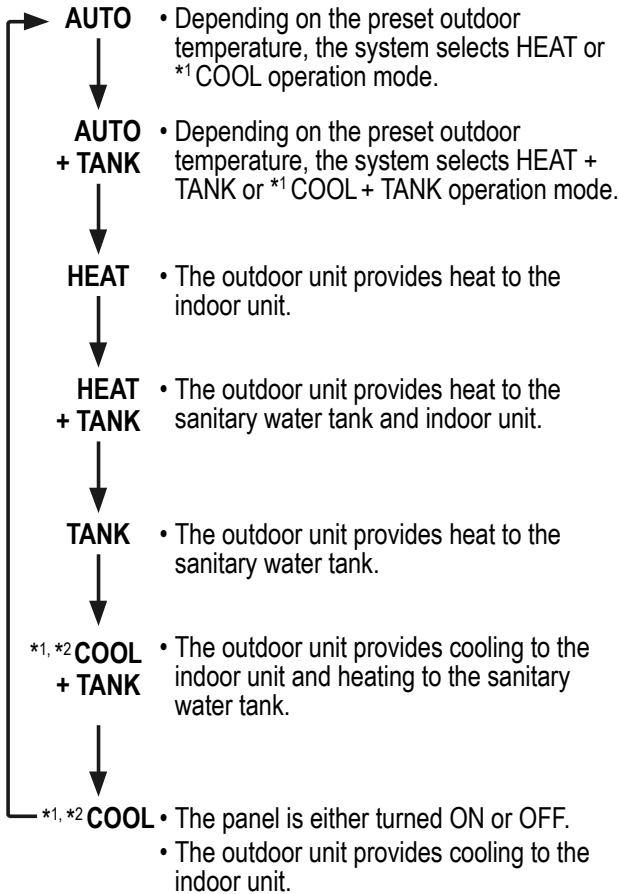 AUTO • Depending on the preset outdoor
temperature, the system selects HEAT or
*1 COOL operation mode.
AUTO • Depending on the preset outdoor
+ TANK temperature, the system selects HEAT +
TANK or *1 COOL + TANK operation mode.
HEAT • The outdoor unit provides heat to the
indoor unit.
HEAT • The outdoor unit provides heat to the
+ TANK sanitary water tank and indoor unit.
TANK • The outdoor unit provides heat to the
sanitary water tank.
*1, *2 COOL • The outdoor unit provides cooling to the
+ TANK indoor unit and heating to the sanitary
water tank.
*1, *2 COOL • The panel is either turned ON or OFF.
• The outdoor unit provides cooling to the
indoor unit.